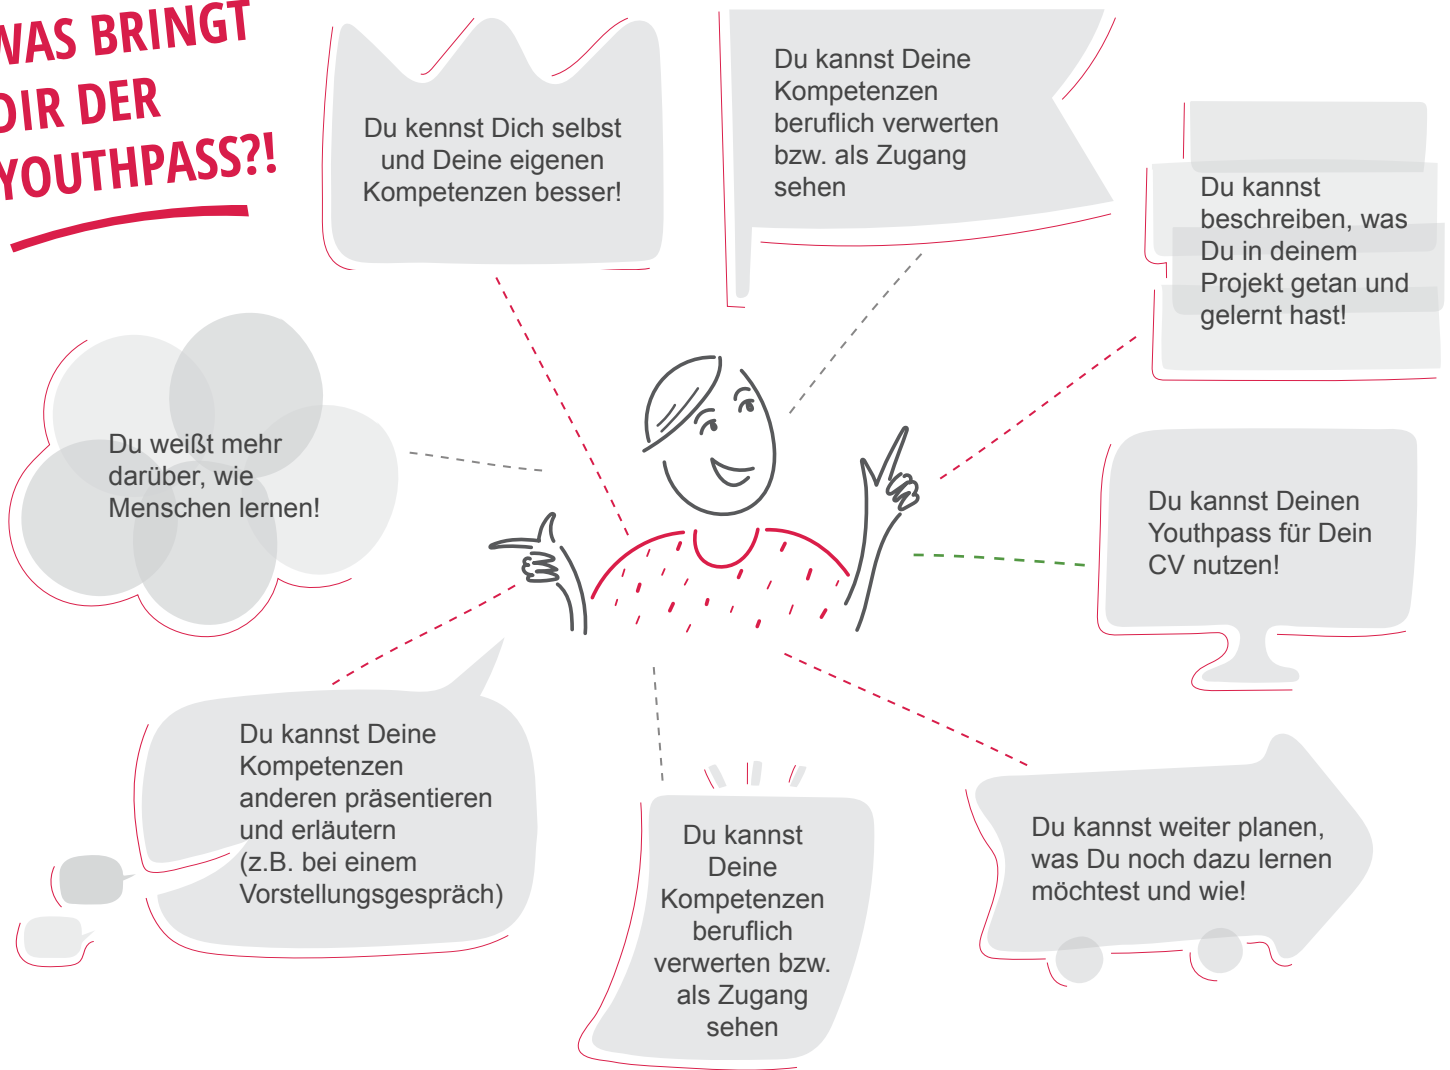 WAS BRINGT
DIR DER
YOUTHPASS?!
Du kennst Dich selbst
und Deine eigenen
Kompetenzen besser!
Du kannst Deine
Kompetenzen
beruflich verwerten
bzw. als Zugang
sehen
Du kannst
beschreiben, was
Du in deinem
Projekt getan und
gelernt hast!
Du weißt mehr
darüber, wie
Menschen lernen!
Du kannst Deinen
Youthpass für Dein
CV nutzen!
Du kannst Deine
Kompetenzen
anderen präsentieren
und erläutern
(z.B. bei einem
Vorstellungsgespräch)
Du kannst
Deine
Kompetenzen
beruflich
verwerten bzw.
als Zugang
sehen
Du kannst weiter planen,
was Du noch dazu lernen
möchtest und wie!